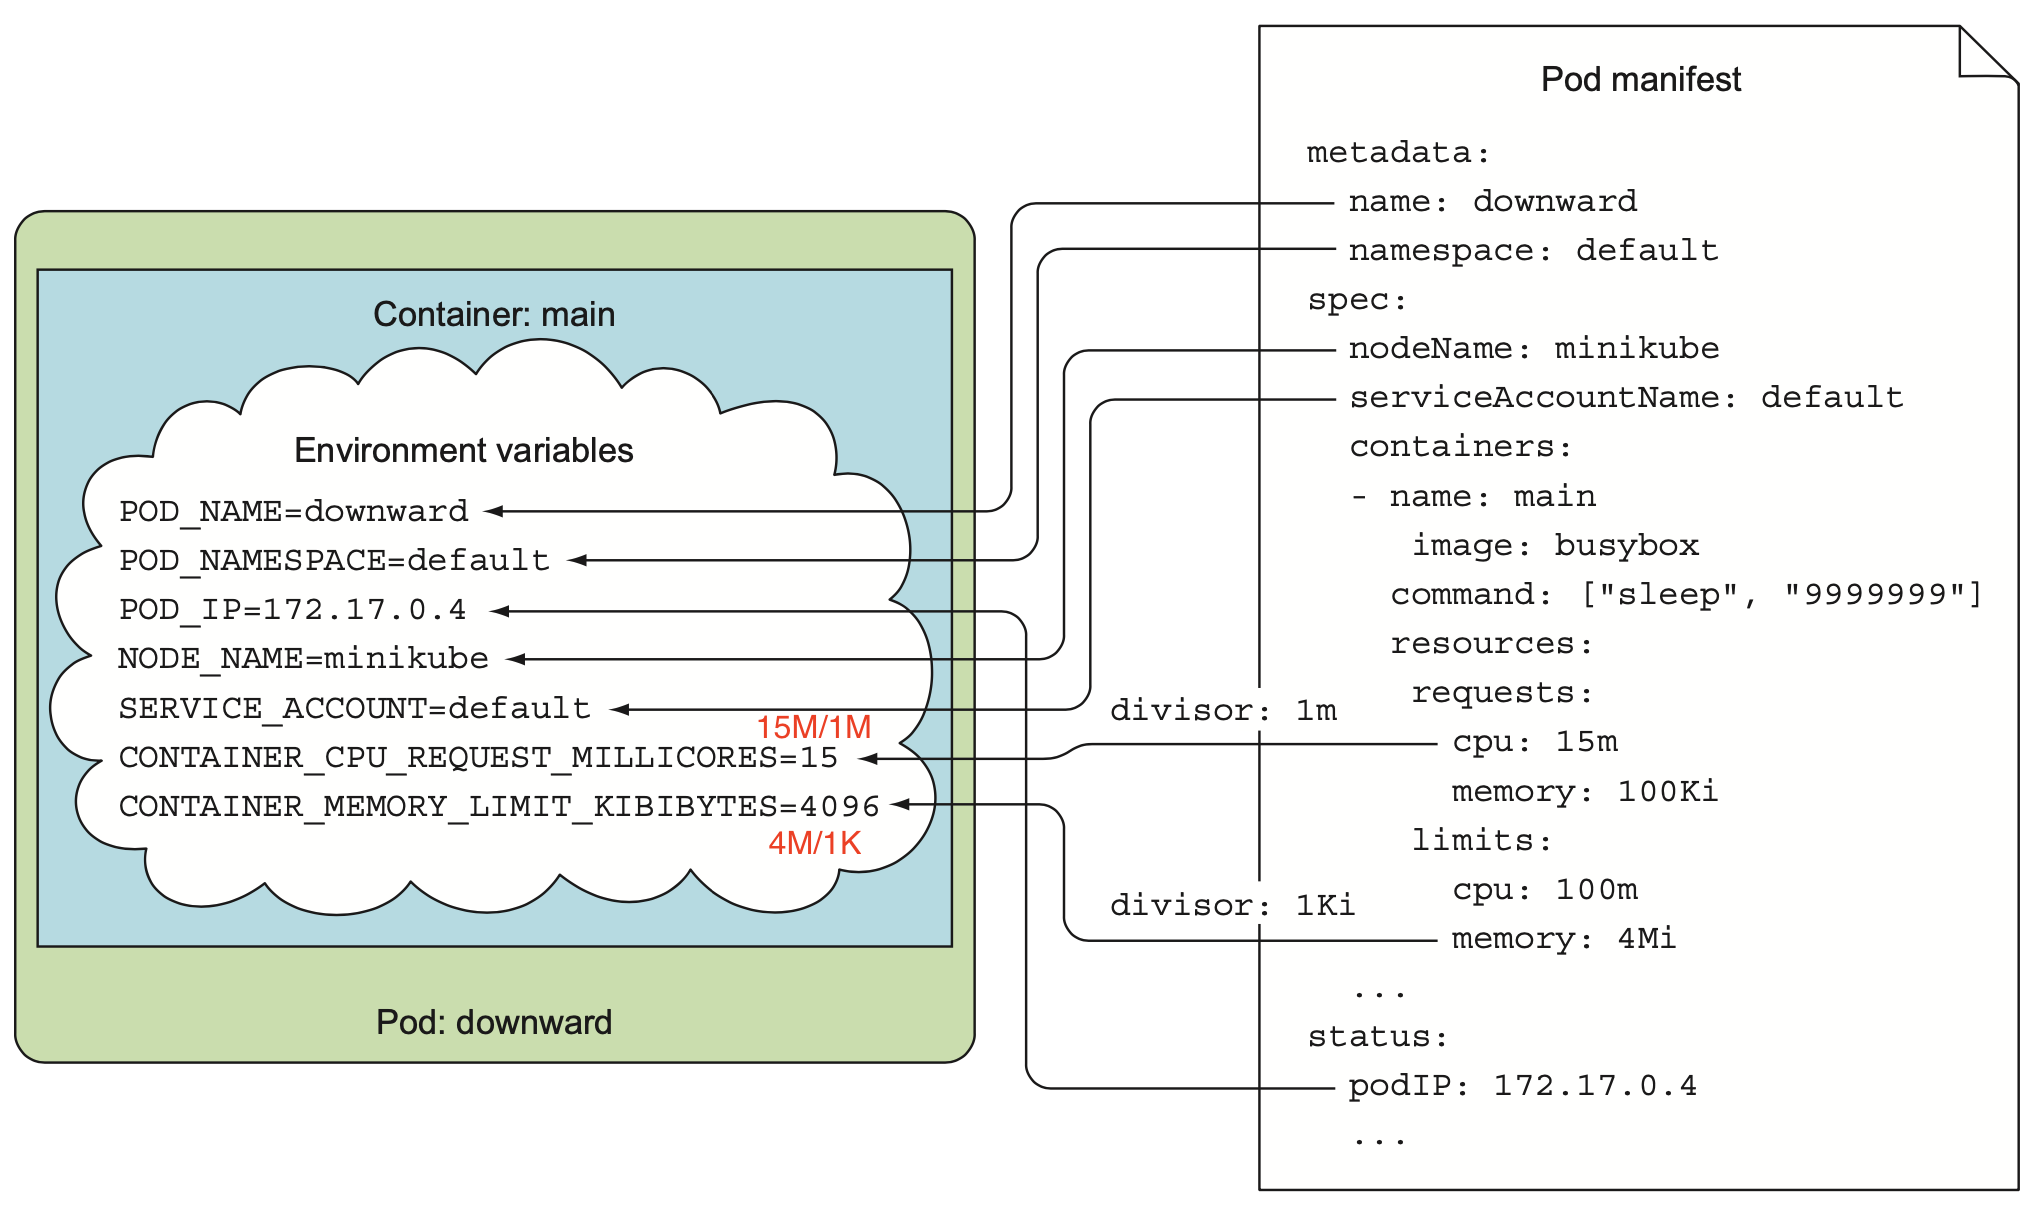 Container: main
Environment variables
POD_NAME=downward
POD_NAMESPACE=default
POD_IP=172.17.0.4
NODE_NAME=minikube
SERVICE_ACCOUNT=default
15M/1M
CONTAINER_CPU_REQUEST_MILLICORES=15
CONTAINER_MEMORY_LIMIT_KIBIBYTES=4096
4M/1K
Pod: downward
divisor: 1m
divisor: 1Ki
Pod manifest
metadata:
name: downward
namespace: default
spec:
nodeName: minikube
serviceAccountName: default
containers:
- name: main
image: busybox
command: ["sleep", "9999999"]
resources:
requests:
cpu: 15m
memory: 100Ki
limits:
cpu: 100m
memory: 4Mi
...
status:
podIP: 172.17.0.4
...